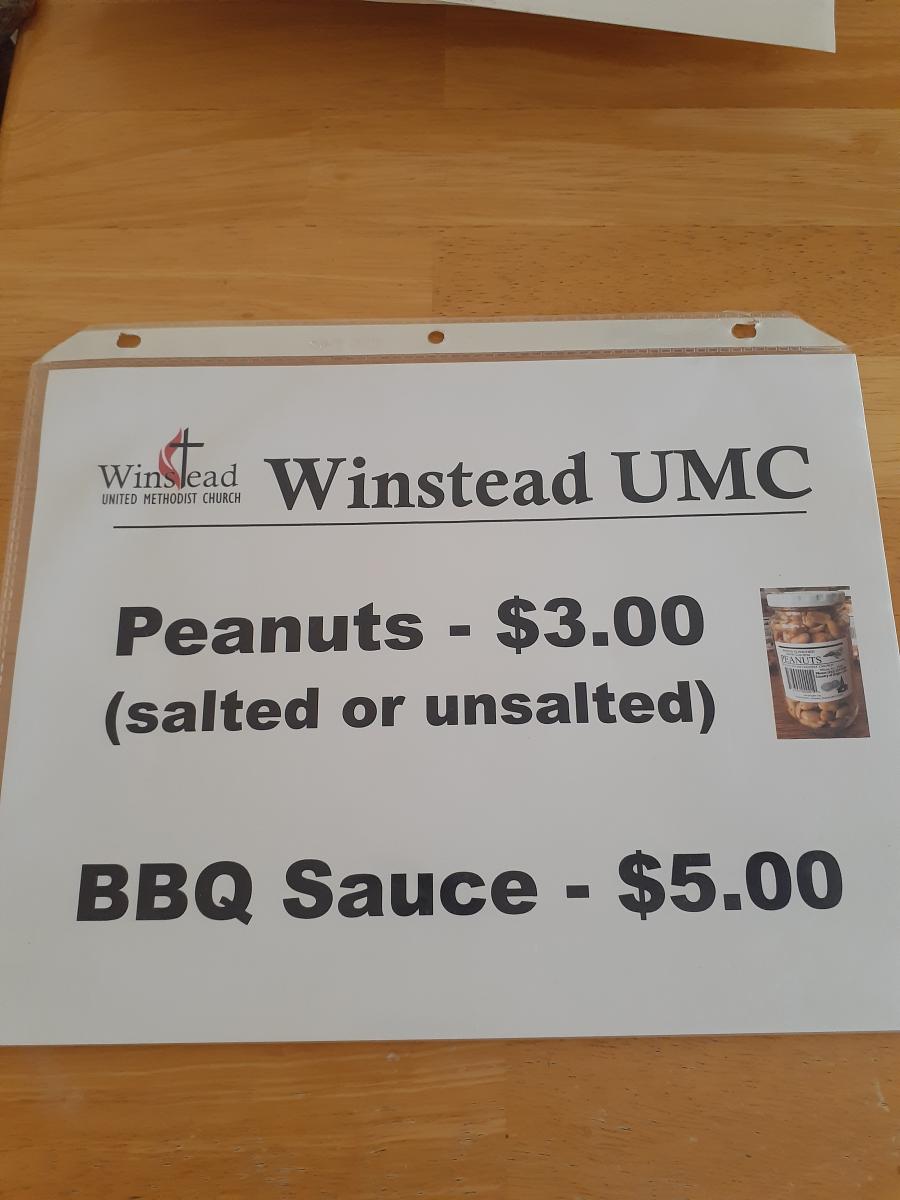 Winstead
UNITED METHODIST CHURCH
Winstead UMC
Peanuts - $3.00
(salted or unsalted)
PEANUTS
BBQ Sauce - $5.00